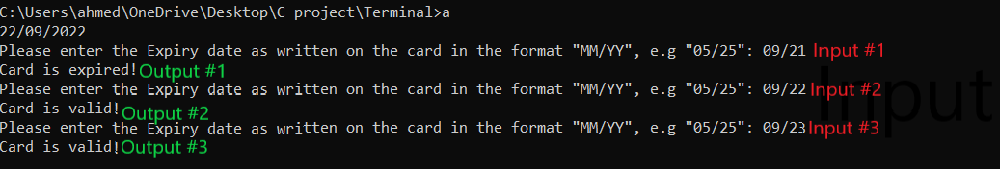 C:\Users\ahmed\OneDrive\Desktop\C project\Terminal>a
22/09/2022
Please enter the Expiry date as written on the card in the format "MM/YY", e.g "05/25": 09/21 Input #1
Card is expired! Output #1
Please enter the Expiry date as written on the card in the format "MM/YY", e.g "05/25": 09/22 Input #2
Card is valid! Output #2
Please enter the Expiry date as written on the card in the format "MM/YY", e.g "05/25": 09/23 Input #3
Card is valid! Output #3
Input